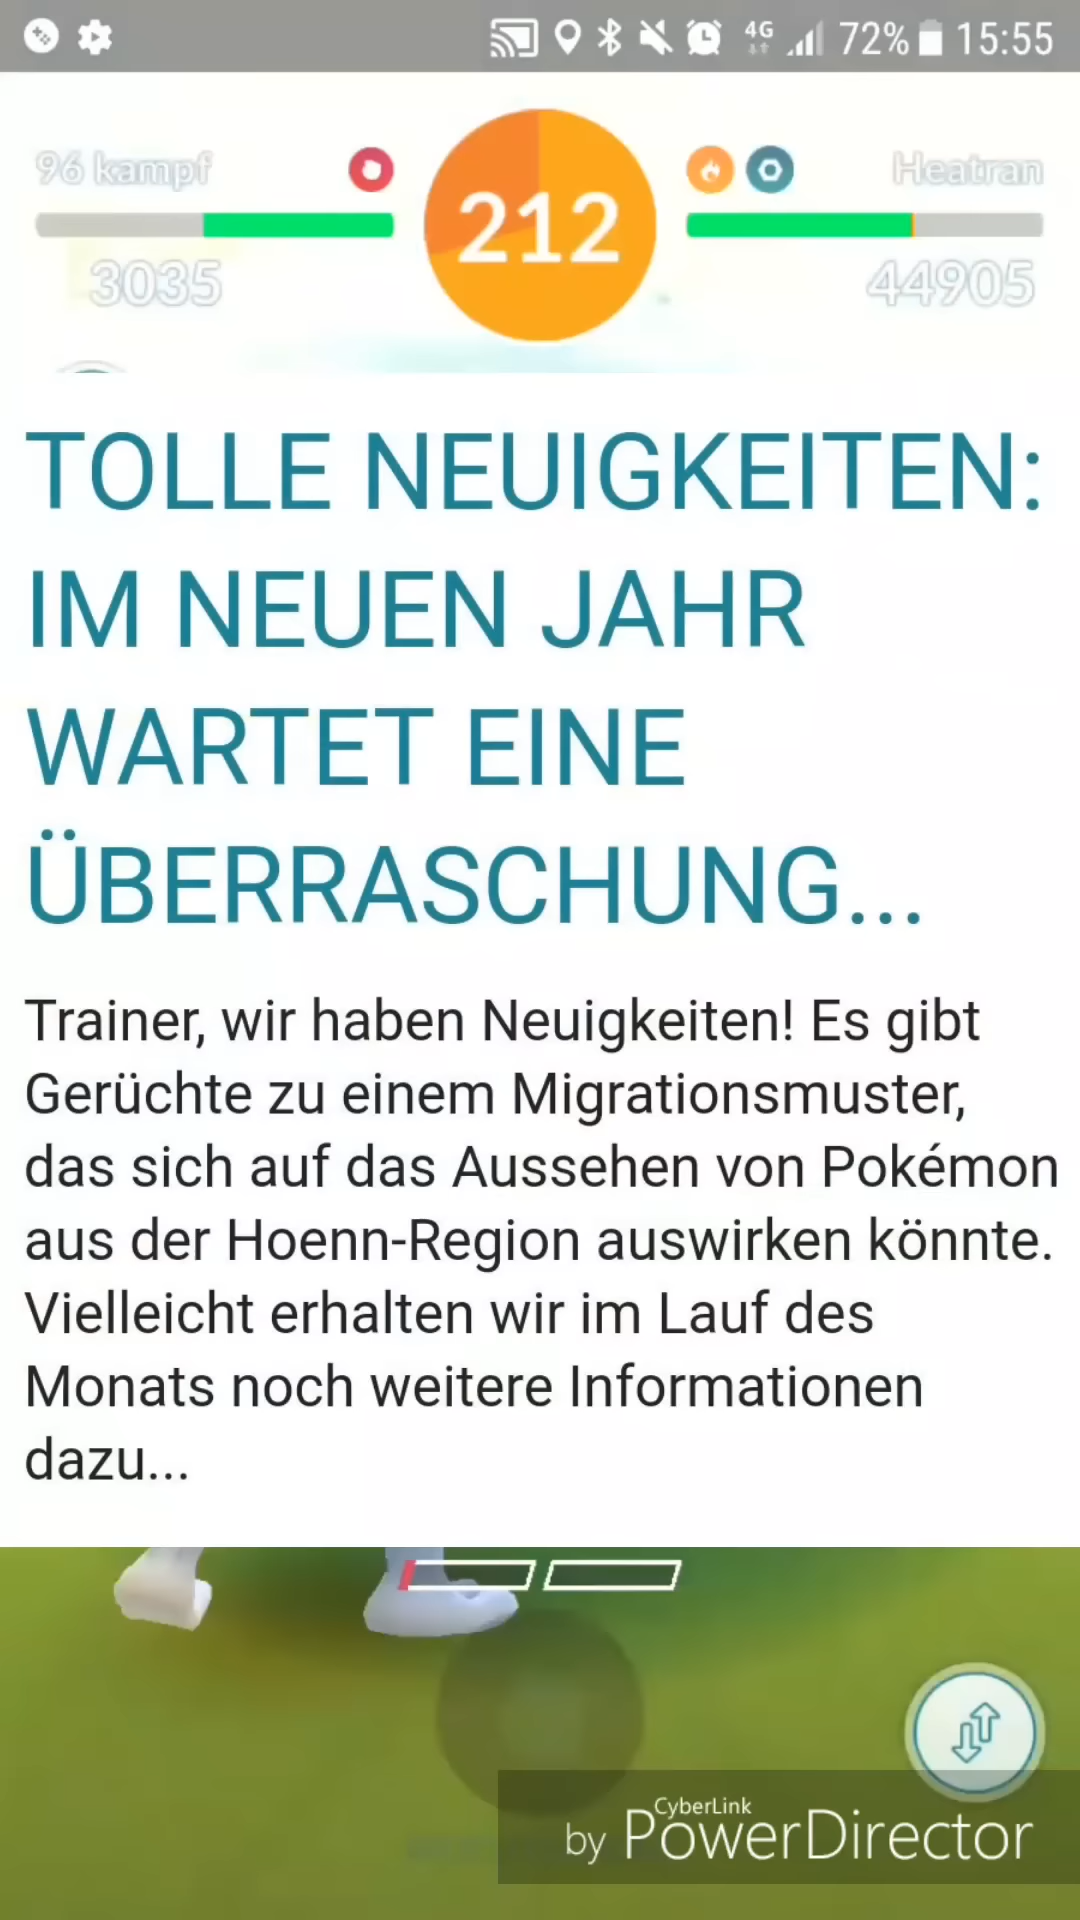 4G 72% 15:55
96 kampf
212
Heatran
3035
44905
TOLLE NEUIGKEITEN:
IM NEUEN JAHR
WARTET EINE
ÜBERRASCHUNG...
Trainer, wir haben Neuigkeiten! Es gibt
Gerüchte zu einem Migrationsmuster,
das sich auf das Aussehen von Pokémon
aus der Hoenn-Region auswirken könnte.
Vielleicht erhalten wir im Lauf des
Monats noch weitere Informationen
dazu...
CyberLink
by PowerDirector